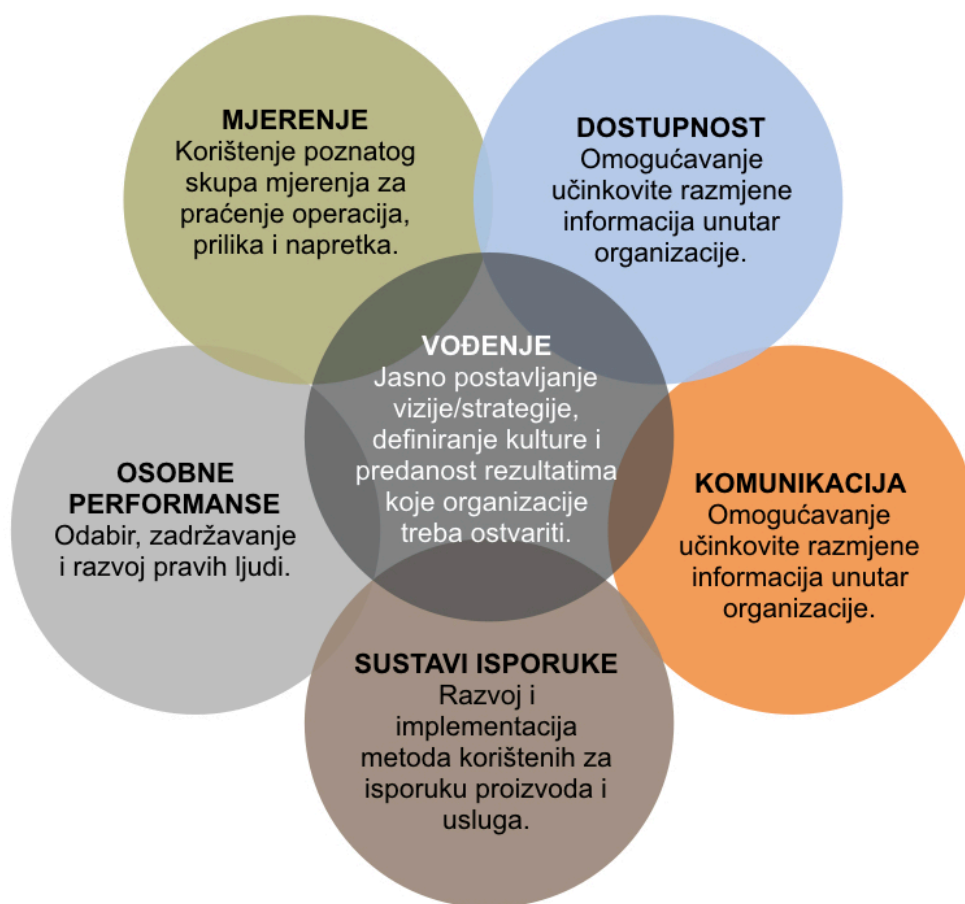 MJERENJE
Korištenje poznatog
skupa mjerenja za
praćenje operacija,
prilika i napretka.
DOSTUPNOST
Omogućavanje
učinkovite razmjene
informacija unutar
organizacije.
VOĐENJE
Jasno postavljanje
vizije/strategije,
definiranje kulture i
predanost rezultatima
koje organizacije
treba ostvariti.
OSOBNE
PERFORMANSE
Odabir, zadržavanje
i razvoj pravih ljudi.
KOMUNIKACIJA
Omogućavanje
učinkovite razmjene
informacija unutar
organizacije.
SUSTAVI ISPORUKE
Razvoj i
implementacija
metoda korištenih za
isporuku proizvoda i
usluga.